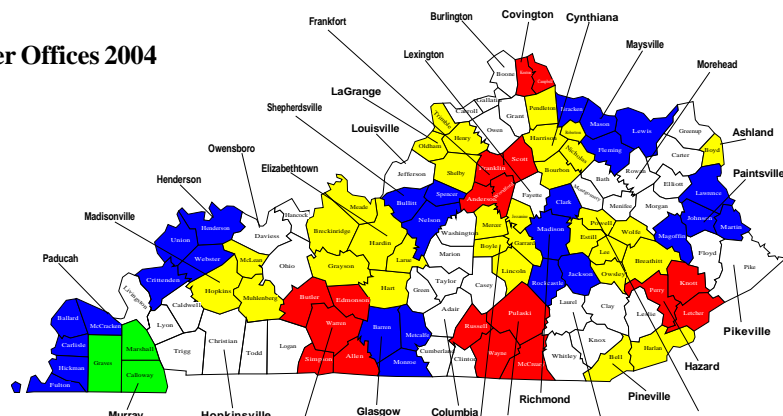 er Offices 2004
Burlington
Covington
Cynthiana
Frankfort
Lexington
Maysville
Morehead
LaGrange
Shepherdsville
Louisville
Owensboro
Elizabethtown
Henderson
Madisonville
Paducah
Ashland
Paintsville
Pikeville
Hazard
Pineville
Richmond
Columbia
Glasgow
Hopkinsville
Murray
Boone
Campbell
Gallatin
Carroll
Grant
Pendleton
Bracken
Mason
Lewis
Greenup
Trimble
Henry
Owen
Harrison
Robertson
Fleming
Carter
Boyd
Oldham
Shelby
Franklin
Scott
Nicholas
Bourbon
Bath
Rowan
Elliott
Lawrence
Jefferson
Spencer
Anderson
Woodford
Fayette
Clark
Montgomery
Menifee
Morgan
Johnson
Martin
Bullitt
Nelson
Washington
Mercer
Jessamine
Madison
Powell
Wolfe
Magoffin
Floyd
Pike
Meade
Breckinridge
Hancock
Daviess
Henderson
Union
Webster
McLean
Ohio
Hardin
Larue
Marion
Boyle
Garrard
Estill
Lee
Breathitt
Knott
Grayson
Hart
Green
Taylor
Casey
Lincoln
Rockcastle
Jackson
Owsley
Perry
Letcher
Crittenden
Hopkins
Muhlenberg
Butler
Edmonson
Warren
Barren
Metcalfe
Adair
Russell
Pulaski
Laurel
Clay
Leslie
Livingston
Caldwell
Lyon
Christian
Trigg
Todd
Logan
Simpson
Allen
Monroe
Cumberland
Clinton
Wayne
McCreary
Whitley
Knox
Bell
Harlan
Ballard
McCracken
Carlisle
Graves
Marshall
Hickman
Fulton
Calloway